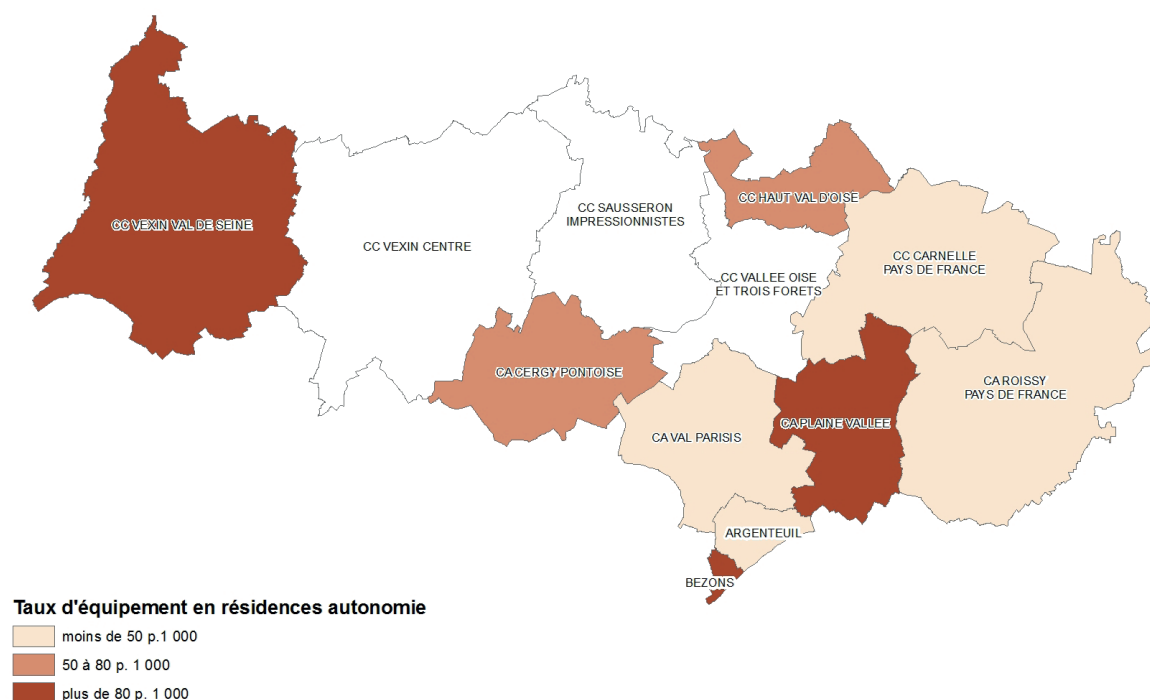 CC VEXIN VAL DE SEINE
CC VEXIN CENTRE
CC SAUSSERON
IMPRESSIONNISTES
CC HAUT VAL D'OISE
CC VALLEE OISE
ET TROIS FORETS
CC CARNELLE
PAYS DE FRANCE
CA CERGY PONTOISE
CA VAL PARISIS
CA PLAINE VALLEE
CA ROISSY
PAYS DE FRANCE
ARGENTEUIL
BEZONS
Taux d'équipement en résidences autonomie
moins de 50 p.1 000
50 à 80 p. 1 000
plus de 80 p. 1 000